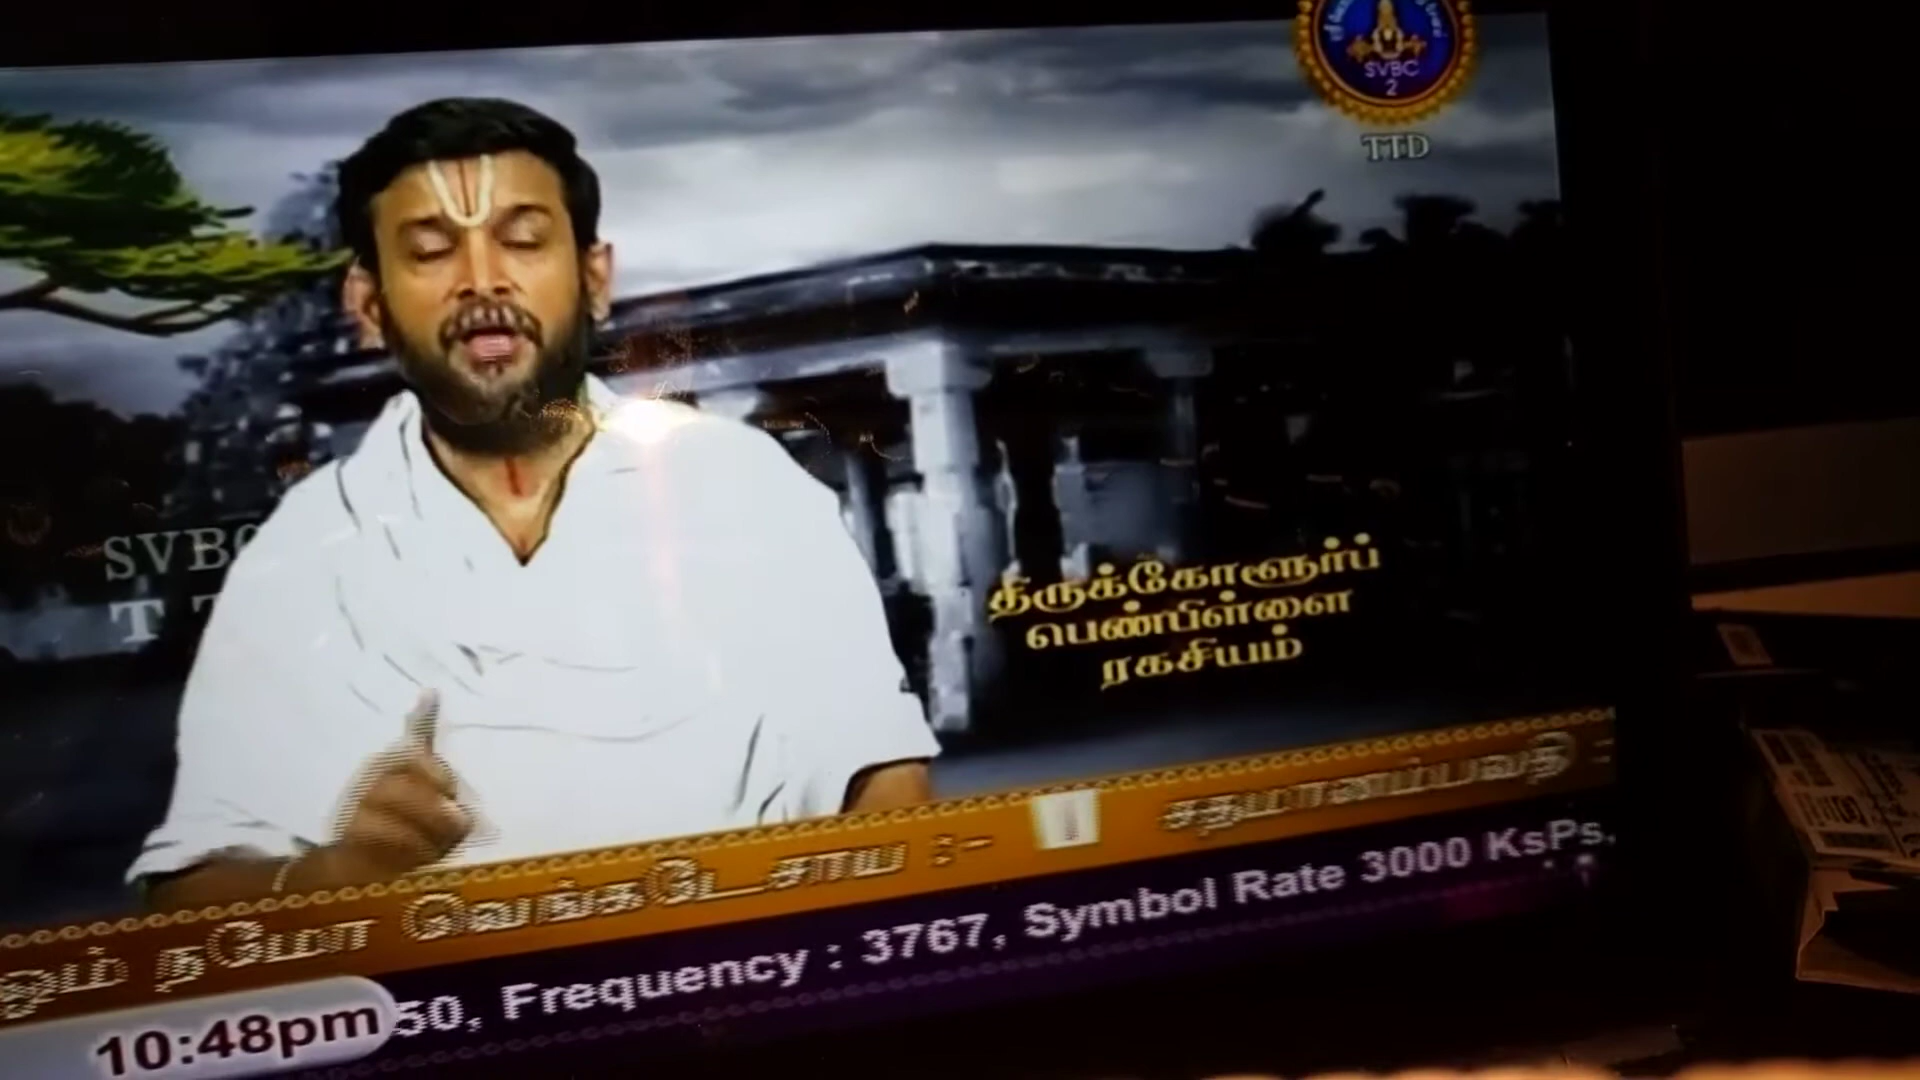 SVBC
2
TTD
SVBC
T T
திருக்கோளூர்ப்
பெண்பிள்ளை
ரகசியம்
ஓம் நமோ வேங்கடேசாய :-
10:48pm 50, Frequency : 3767, Symbol Rate 3000 KsPs,